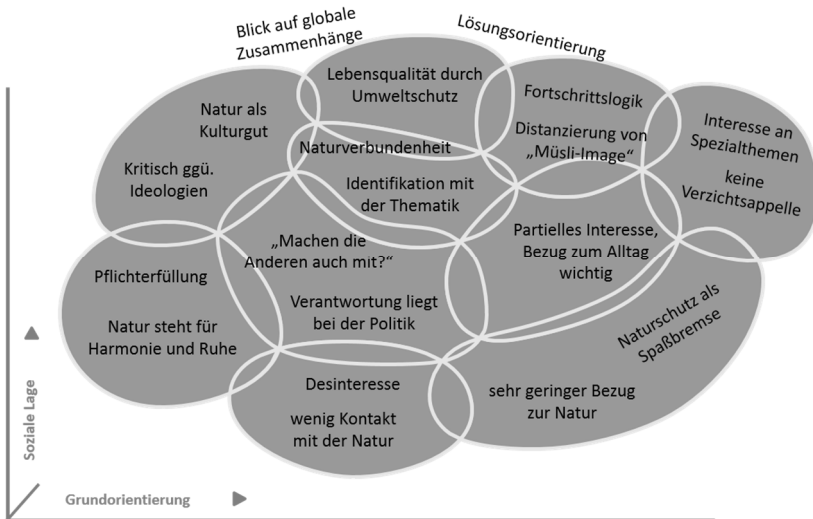 Blick auf globale
Zusammenhänge
Lösungsorientierung
Lebensqualität durch
Umweltschutz
Natur als
Kulturgut
Kritisch ggü.
Ideologien
Fortschrittslogik
Distanzierung von
„Müsli-Image“
Interesse an
Spezialthemen
keine
Verzichtsappelle
Naturverbundenheit
Identifikation mit
der Thematik
„Machen die
Anderen auch mit?“
Verantwortung liegt
bei der Politik
Partielles Interesse,
Bezug zum Alltag
wichtig
Pflichterfüllung
Natur steht für
Harmonie und Ruhe
Naturschutz als
Spaßbremse
Desinteresse
wenig Kontakt
mit der Natur
sehr geringer Bezug
zur Natur
Soziale Lage
Grundorientierung